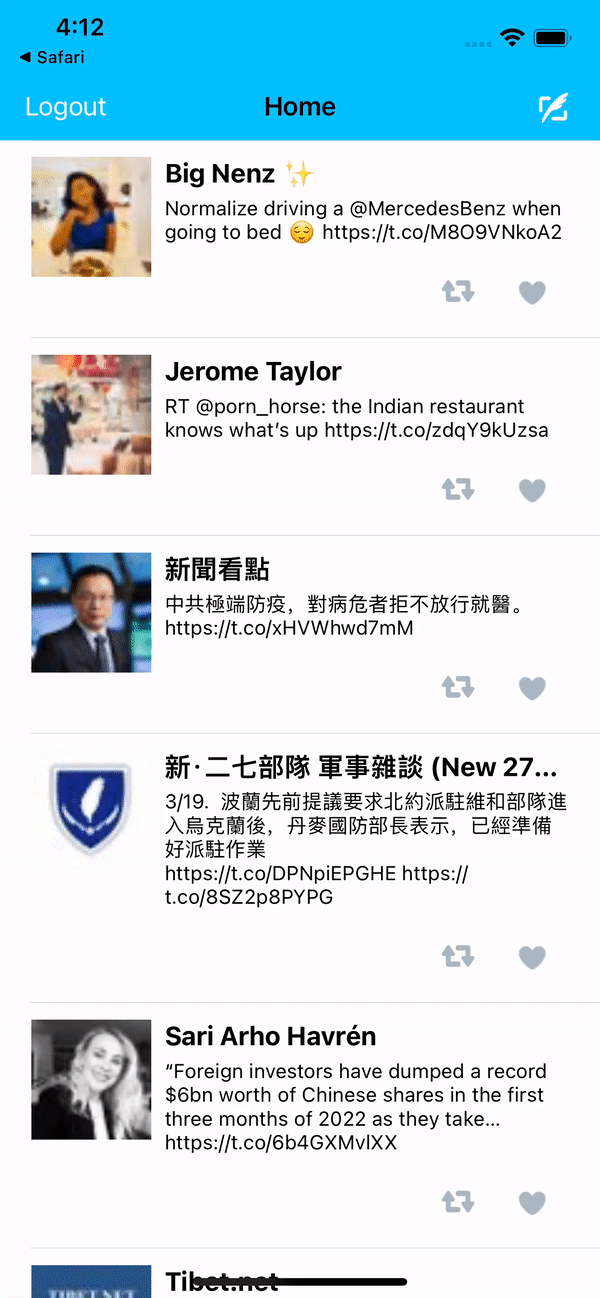 4:12
◀ Safari
Logout
Home
Big Nenz ✨
Normalize driving a @MercedesBenz when
going to bed 😌 https://t.co/M8O9VNkoA2
Jerome Taylor
RT @porn_horse: the Indian restaurant
knows what’s up https://t.co/zdqY9kUzsa
新聞看點
中共極端防疫，對病危者拒不放行就醫。
https://t.co/xHVWhwd7mM
新·二七部隊 軍事雜談 (New 27...
3/19. 波蘭先前提議要求北約派駐維和部隊進
入烏克蘭後，丹麥國防部長表示，已經準備
好派駐作業
https://t.co/DPNpiEPGHE https://
t.co/8SZ2p8PYPG
Sari Arho Havrén
“Foreign investors have dumped a record
$6bn worth of Chinese shares in the first
three months of 2022 as they take…
https://t.co/6b4GXMvIXX
TIBET.NET
Tibet.net